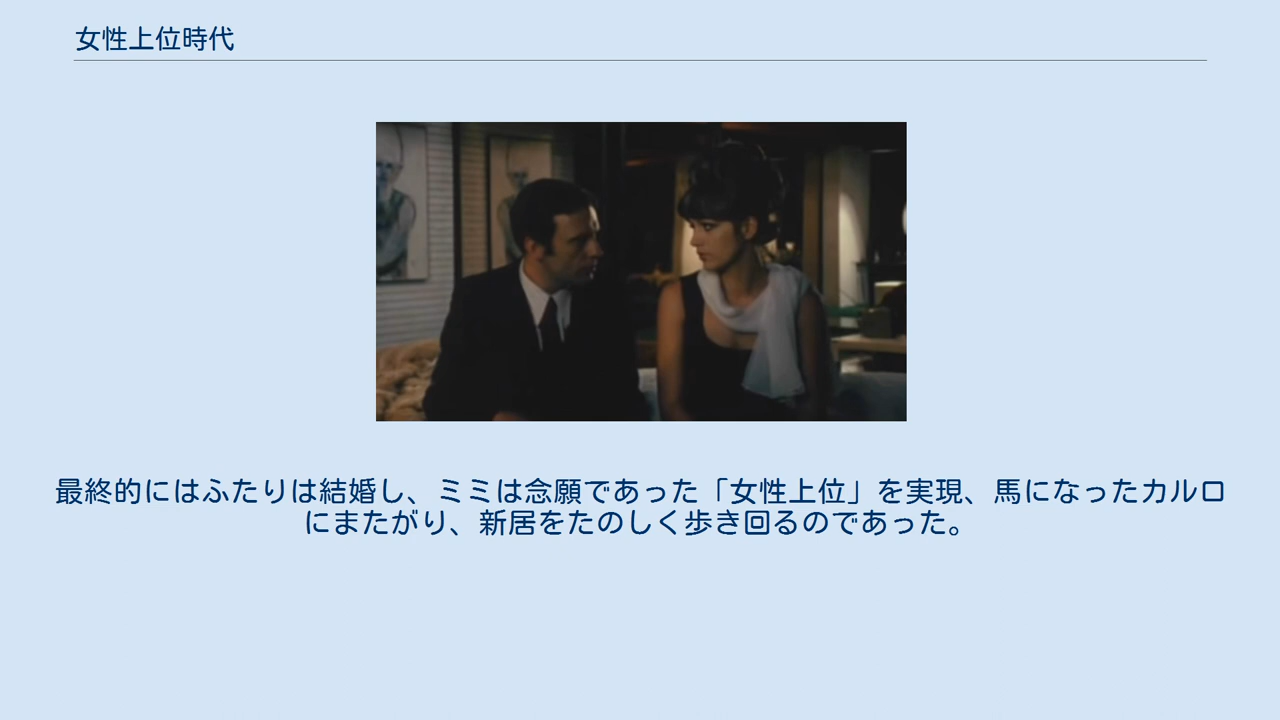 女性上位時代
最終的にはふたりは結婚し、ミミは念願であった「女性上位」を実現、馬になったカルロ
にまたがり、新居をたのしく歩き回るのであった。